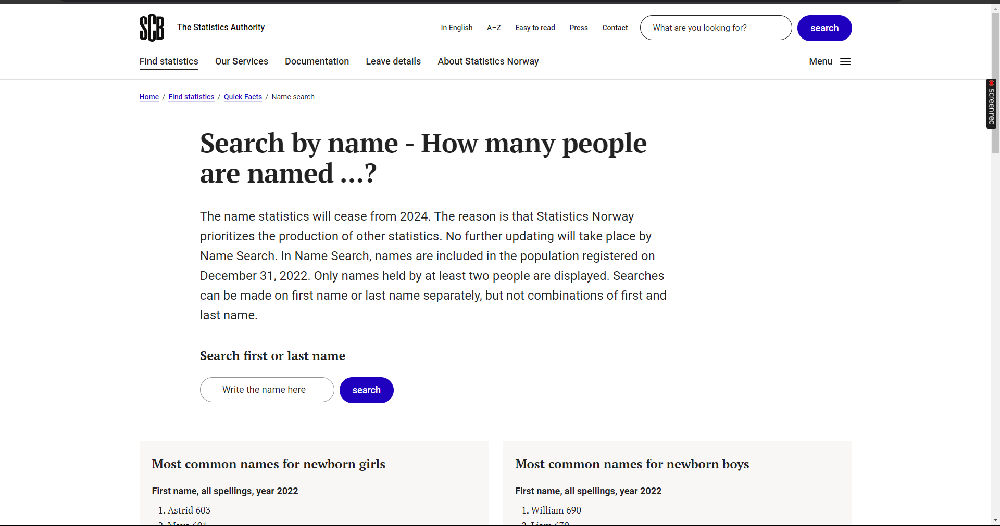 SCB
The Statistics Authority
In English
A–Z
Easy to read
Press
Contact
What are you looking for?
search
Find statistics
Our Services
Documentation
Leave details
About Statistics Norway
Menu
screenrec
Home / Find statistics / Quick Facts / Name search
Search by name - How many people
are named ...?
The name statistics will cease from 2024. The reason is that Statistics Norway
prioritizes the production of other statistics. No further updating will take place by
Name Search. In Name Search, names are included in the population registered on
December 31, 2022. Only names held by at least two people are displayed. Searches
can be made on first name or last name separately, but not combinations of first and
last name.
Search first or last name
Write the name here
search
Most common names for newborn girls
First name, all spellings, year 2022
1. Astrid 603
Most common names for newborn boys
First name, all spellings, year 2022
1. William 690